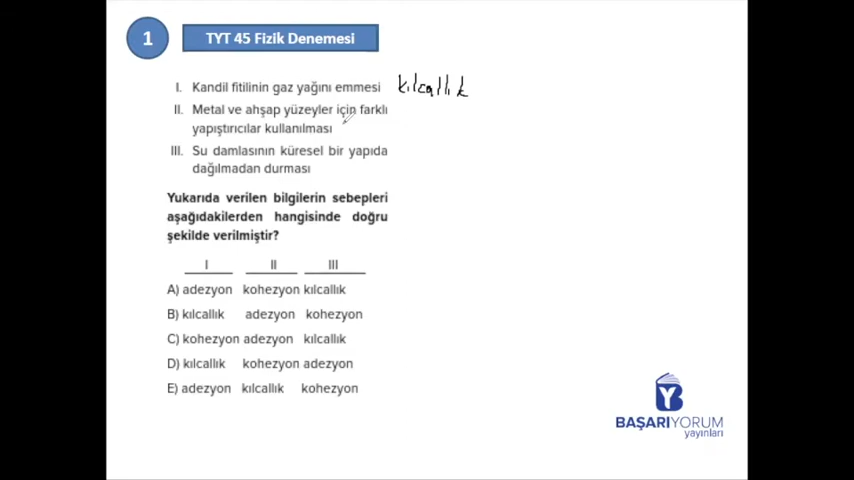 1
TYT 45 Fizik Denemesi
I. Kandil fitilinin gaz yağını emmesi kılcallık
II. Metal ve ahşap yüzeyler için farklı
yapıştırıcılar kullanılması
III. Su damlasının küresel bir yapıda
dağılmadan durması
Yukarıda verilen bilgilerin sebepleri
aşağıdakilerden hangisinde doğru
şekilde verilmiştir?
I II III
A) adezyon kohezyon kılcallık
B) kılcallık adezyon kohezyon
C) kohezyon adezyon kılcallık
D) kılcallık kohezyon adezyon
E) adezyon kılcallık kohezyon
BAŞARIYORUM
yayınları